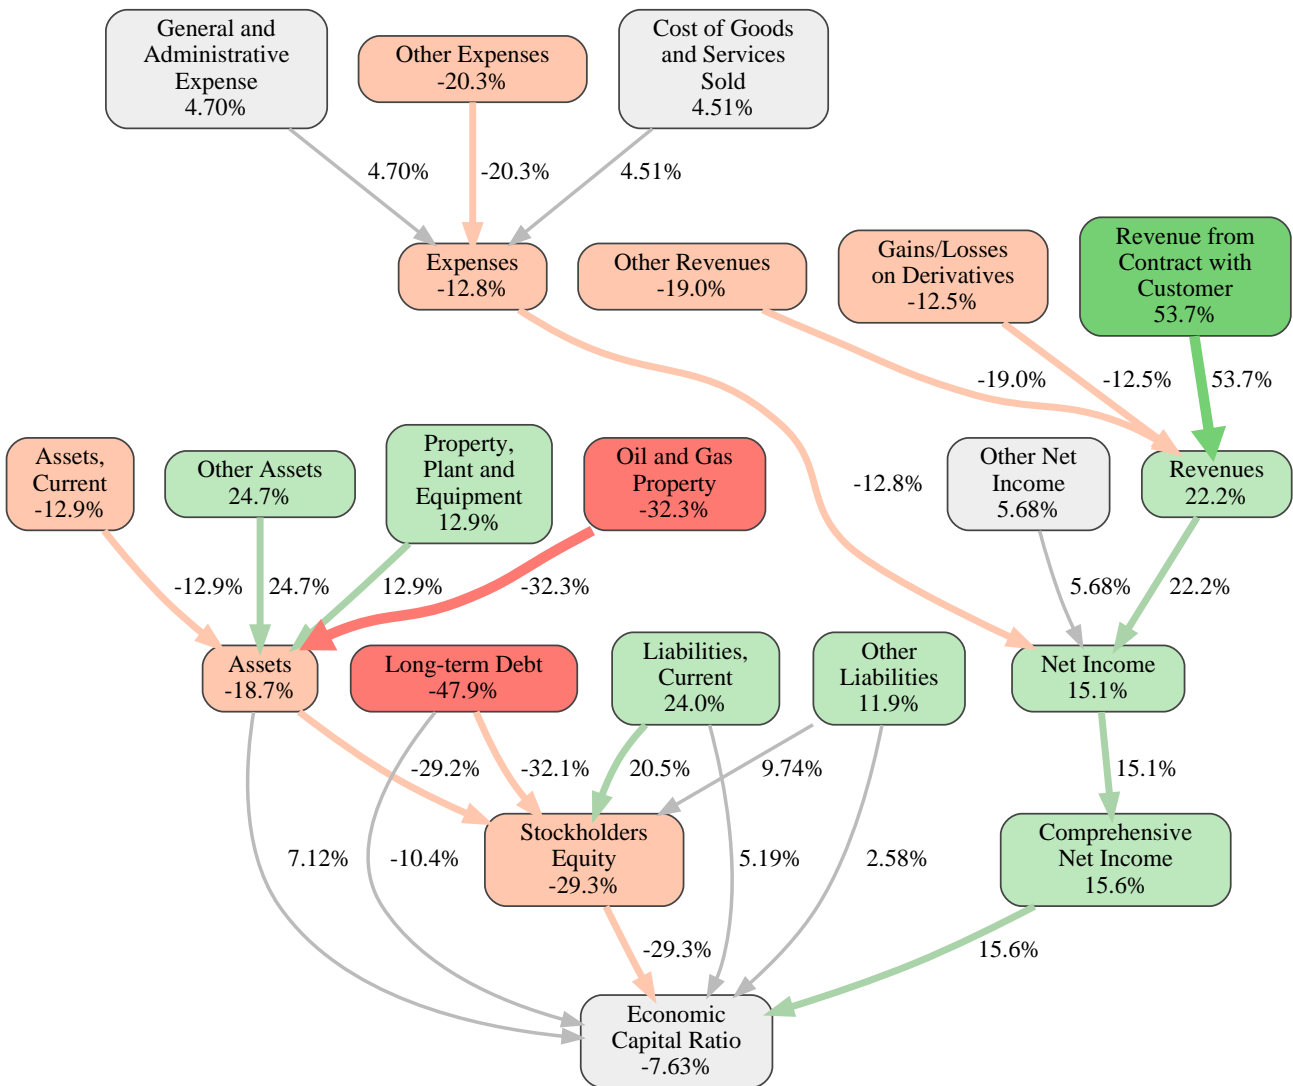 General and
Administrative
Expense
4.70%
Other Expenses
-20.3%
Cost of Goods
and Services
Sold
4.51%
4.70%
-20.3%
4.51%
Expenses
-12.8%
Other Revenues
-19.0%
Gains/Losses
on Derivatives
-12.5%
Revenue from
Contract with
Customer
53.7%
-19.0%
-12.5%
53.7%
Assets,
Current
-12.9%
Other Assets
24.7%
Property,
Plant and
Equipment
12.9%
Oil and Gas
Property
-32.3%
-12.8%
Other Net
Income
5.68%
Revenues
22.2%
-12.9%
24.7%
12.9%
-32.3%
5.68%
22.2%
Assets
-18.7%
Long-term Debt
-47.9%
Liabilities,
Current
24.0%
Other
Liabilities
11.9%
Net Income
15.1%
-29.2%
-32.1%
20.5%
9.74%
15.1%
7.12%
-10.4%
Stockholders
Equity
-29.3%
5.19%
2.58%
Comprehensive
Net Income
15.6%
-29.3%
15.6%
Economic
Capital Ratio
-7.63%